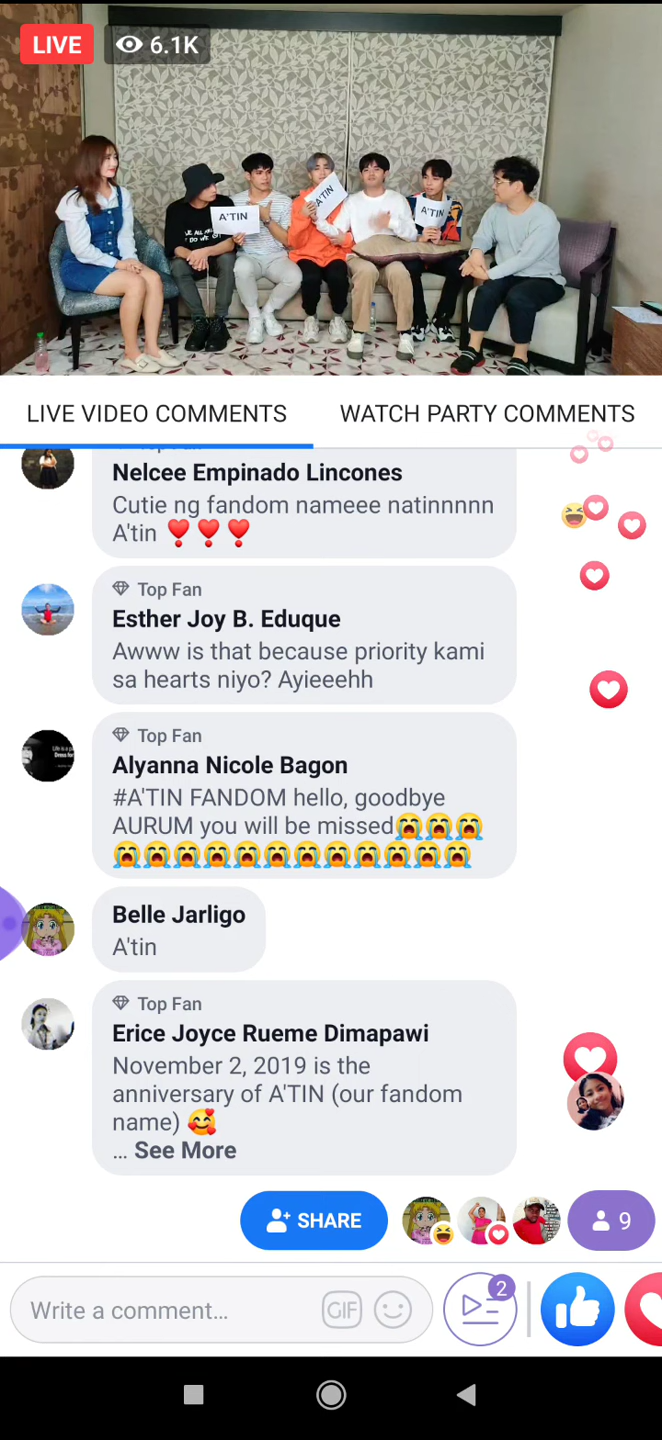 LIVE
6.1K
A'TIN
A'TIN
A'TIN
LIVE VIDEO COMMENTS
WATCH PARTY COMMENTS
Nelcee Empinado Lincones
Cutie ng fandom nameee natinnnnn
A'tin ❣️❣️❣️
Top Fan
Esther Joy B. Eduque
Awww is that because priority kami
sa hearts niyo? Ayieeehh
Top Fan
Alyanna Nicole Bagon
#A'TIN FANDOM hello, goodbye
AURUM you will be missed😭😭😭
😭😭😭😭😭😭😭😭😭😭😭😭
Belle Jarligo
A'tin
Top Fan
Erice Joyce Rueme Dimapawi
November 2, 2019 is the
anniversary of A'TIN (our fandom
name) 🥰
... See More
SHARE
9
Write a comment...
GIF
2